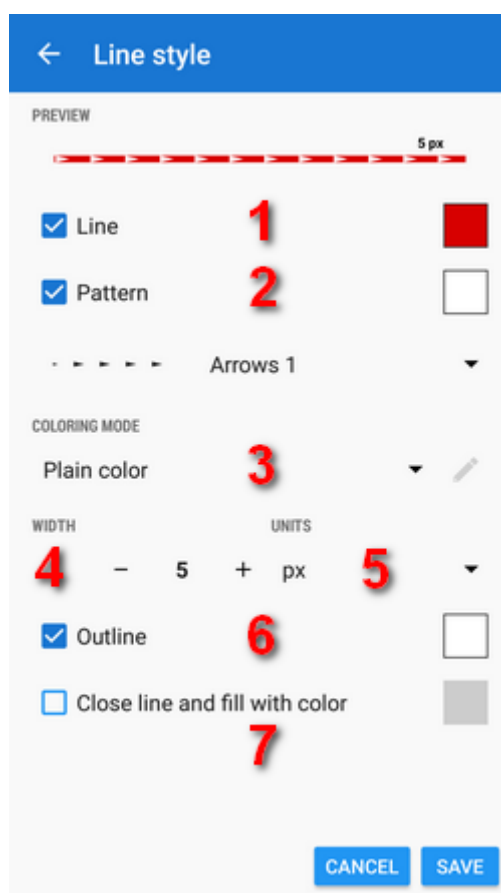 Line style
PREVIEW
5 px
Line 1
Pattern 2
Arrows 1
COLORING MODE
Plain color 3
WIDTH UNITS
4 − 5 + px 5
Outline 6
Close line and fill with color
7
CANCEL SAVE